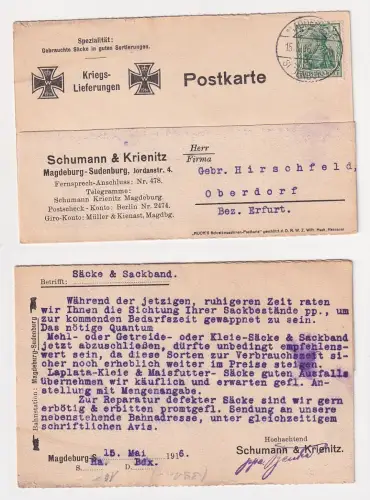 Spezialität:
Gebrauchte Säcke in guten Sortierungen.
Kriegs-
Lieferungen
Postkarte
Schumann & Krienitz
Magdeburg-Sudenburg, Jordanstr. 4.
Fernsprech-Anschluss: Nr. 478.
Telegramme:
Schumann Krienitz Magdeburg
Postscheck-Konto: Berlin Nr. 2474.
Giro-Konto: Müller & Kienast, Magdbg.
Herr
Firma
Gebr. Hirschfeld,
Oberdorf
Bez. Erfurt.
Betrifft:
Säcke & Sackband.
Bahnstation: Magdeburg-Sudenburg
Während der jetzigen, ruhigeren Zeit raten
wir Ihnen die Sichtung Ihrer Sackbestände pp., um
zur kommenden Bedarfszeit gewappnet zu sein.
Das nötige Quantum
Mehl- oder Getreide- oder Kleie-Säcke & Sackband
jetzt abzuschließen, dürfte unbedingt empfehlens-
wert sein, da diese Sorten zur Verbrauchszeit si-
cher noch erheblich weiter im Preise steigen.
Laplata-Kleie & Maisfutter- Säcke guten Ausfalls
übernehmen wir käuflich und erwarten gefl. An-
stellung mit Mengenangabe.
Zur Reparatur defekter Säcke sind wir gern
erbötig & erbitten promtgefl. Sendung an unsere
nebenstehende Bahnadresse, unter gleichzeitigem
schriftlichen Avis.
Hochachtend
Magdeburg-S. 15. Mai 1916.
Schumann & Krienitz.
S. Ha. D. Bdx.